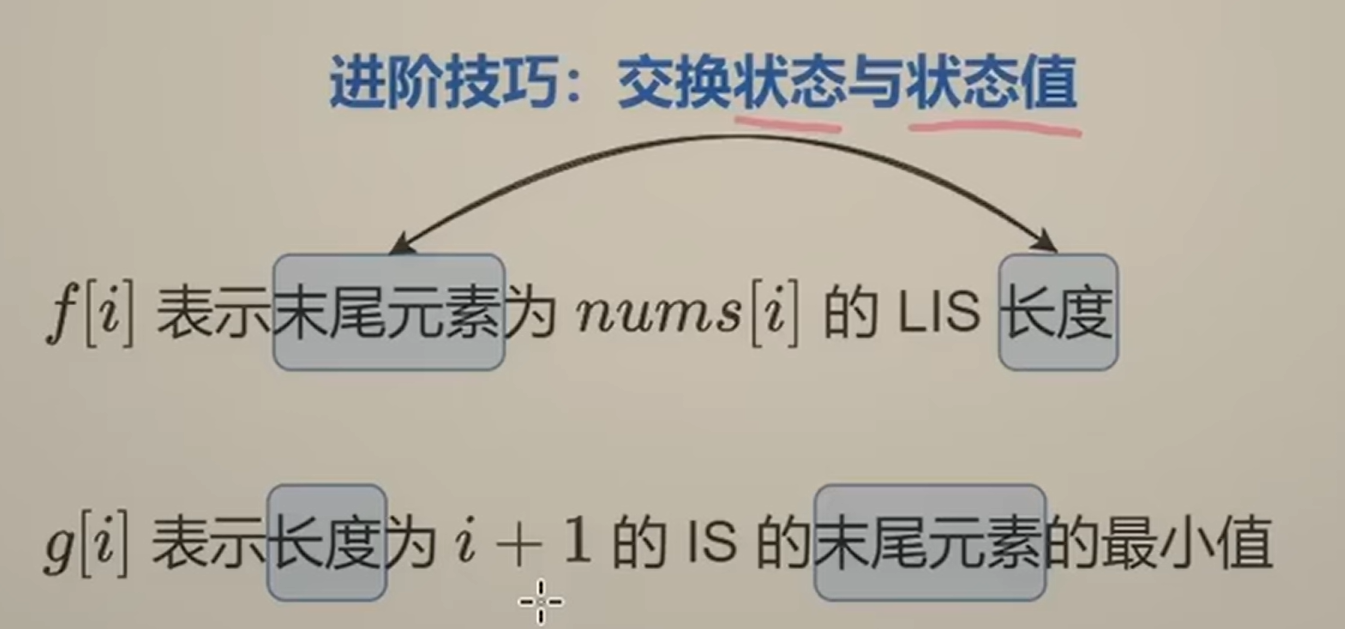 进阶技巧：交换状态与状态值
f[i] 表示末尾元素为 nums[i] 的 LIS 长度
g[i] 表示长度为 i + 1 的 IS 的末尾元素的最小值